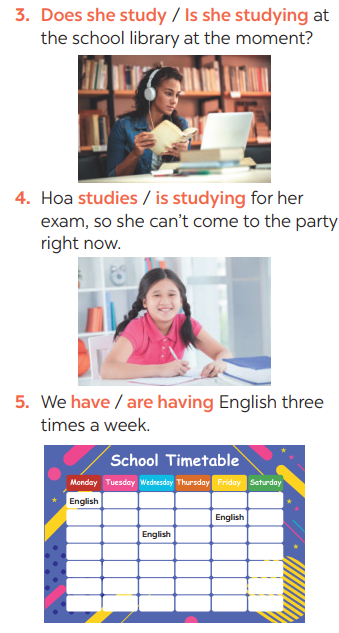 3. Does she study / Is she studying at
the school library at the moment?
4. Hoa studies / is studying for her
exam, so she can't come to the party
right now.
5. We have / are having English three
times a week.
School Timetable
Monday Tuesday Wednesday Thursday Friday Saturday
English
English
English